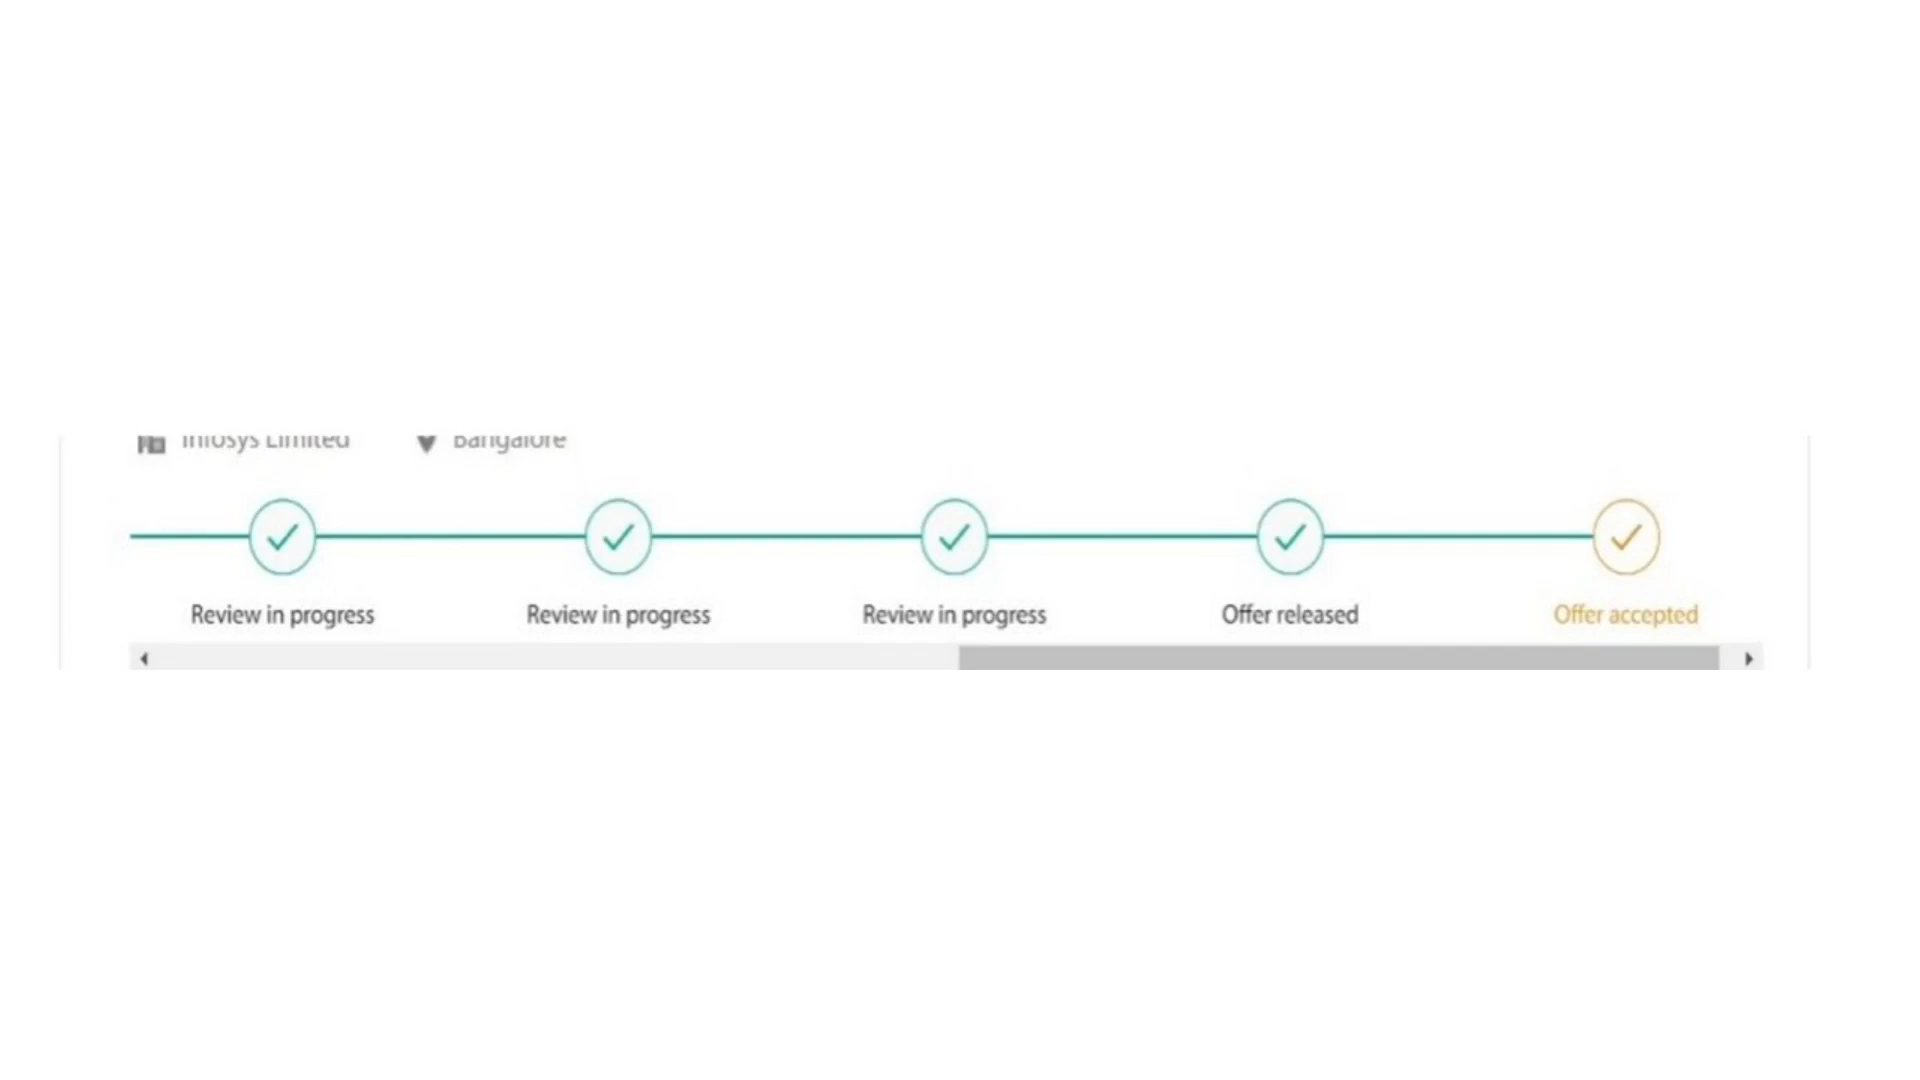 Infosys Limited Bangalore
Review in progress Review in progress Review in progress Offer released Offer accepted